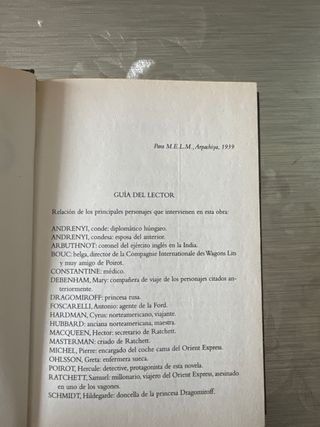 Para M.E.L.M., Arpachiya, 1939
GUÍA DEL LECTOR
Relación de los principales personajes que intervienen en esta obra:
ANDRENYI, conde: diplomático húngaro.
ANDRENYI, condesa: esposa del anterior.
ARBUTHNOT: coronel del ejército inglés en la India.
BOUC: belga, director de la Compagnie Internationale des Wagons Lits
y muy amigo de Poirot.
CONSTANTINE: médico.
DEBENHAM, Mary: compañera de viaje de los personajes citados an-
teriormente.
DRAGOMIROFF: princesa rusa.
FOSCARELLI, Antonio: agente de la Ford.
HARDMAN, Cyrus: norteamericano, viajante.
HUBBARD: anciana norteamericana, maestra.
MACQUEEN, Hector: secretario de Ratchett.
MASTERMAN: criado de Ratchett.
MICHEL, Pierre: encargado del coche cama del Orient Express.
OHLSSON, Greta: enfermera sueca.
POIROT, Hercule: detective, protagonista de esta novela.
RATCHETT, Samuel: millonario, viajero del Orient Express, asesinado
en uno de los vagones.
SCHMIDT, Hildegarde: doncella de la princesa Dragomiroff.